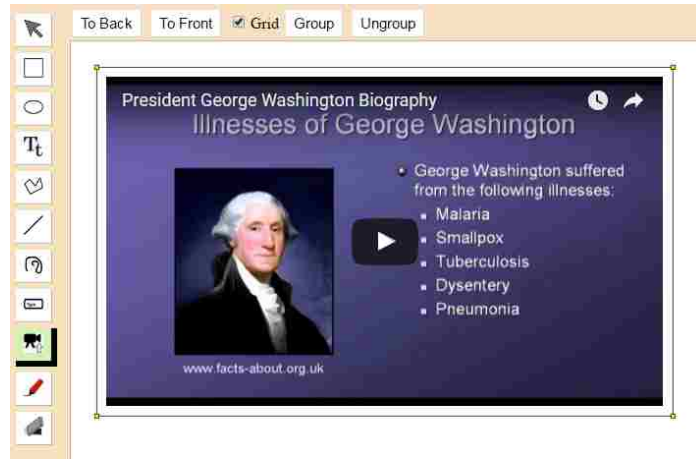 To Back To Front Grid Group Ungroup
Tt
President George Washington Biography
Illnesses of George Washington
George Washington suffered
from the following illnesses:
Malaria
Smallpox
Tuberculosis
Dysentery
Pneumonia
www.facts-about.org.uk